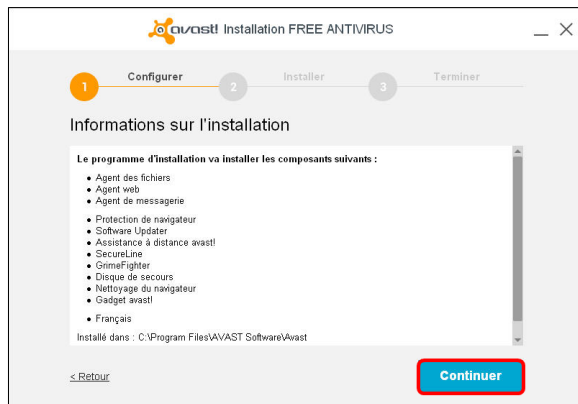 avast! Installation FREE ANTIVIRUS
1 Configurer 2 Installer 3 Terminer
Informations sur l'installation
Le programme d'installation va installer les composants suivants :
• Agent des fichiers
• Agent web
• Agent de messagerie
• Protection de navigateur
• Software Updater
• Assistance à distance avast!
• SecureLine
• GrimeFighter
• Disque de secours
• Nettoyage du navigateur
• Gadget avast!
• Français
Installé dans : C:\Program Files\AVAST Software\Avast
< Retour
Continuer